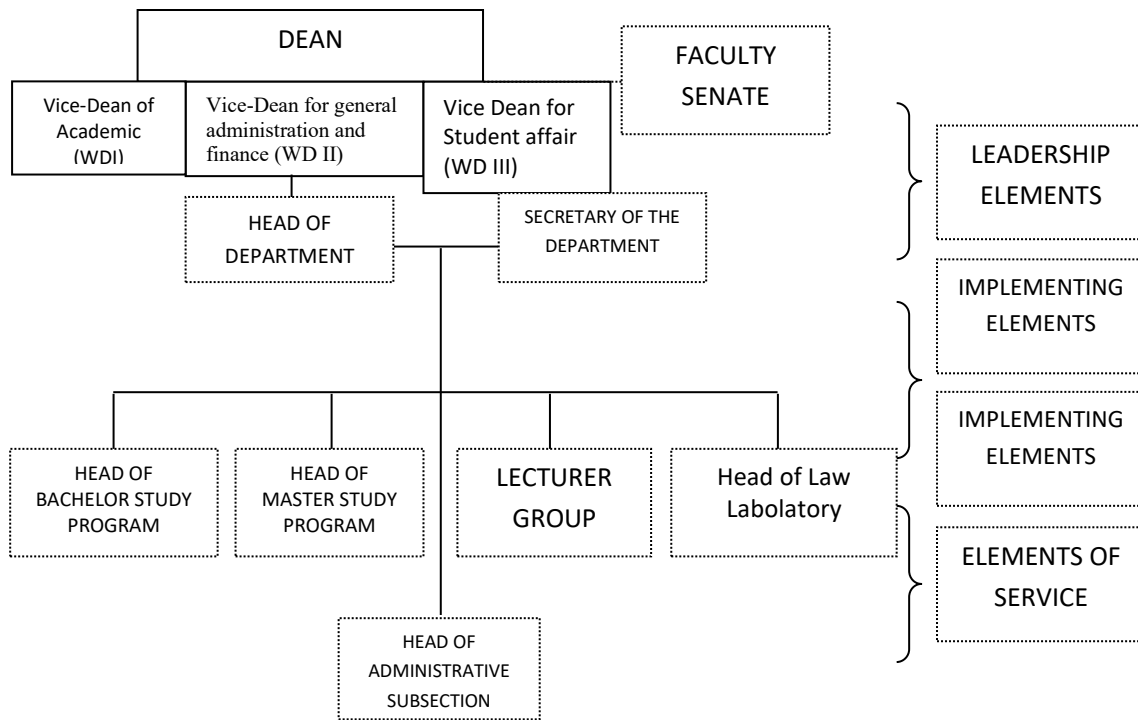 DEAN
FACULTY
SENATE
Vice-Dean of
Academic
(WDI)
Vice-Dean for general
administration and
finance (WD II)
Vice Dean for
Student affair
(WD III)
LEADERSHIP
ELEMENTS
HEAD OF
DEPARTMENT
SECRETARY OF THE
DEPARTMENT
IMPLEMENTING
ELEMENTS
IMPLEMENTING
ELEMENTS
HEAD OF
BACHELOR STUDY
PROGRAM
HEAD OF
MASTER STUDY
PROGRAM
LECTURER
GROUP
Head of Law
Labolatory
ELEMENTS OF
SERVICE
HEAD OF
ADMINISTRATIVE
SUBSECTION